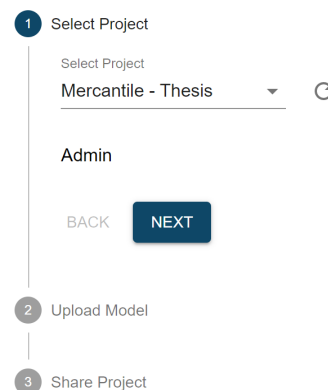 1 Select Project
Select Project
Mercantile - Thesis
Admin
BACK NEXT
2 Upload Model
3 Share Project